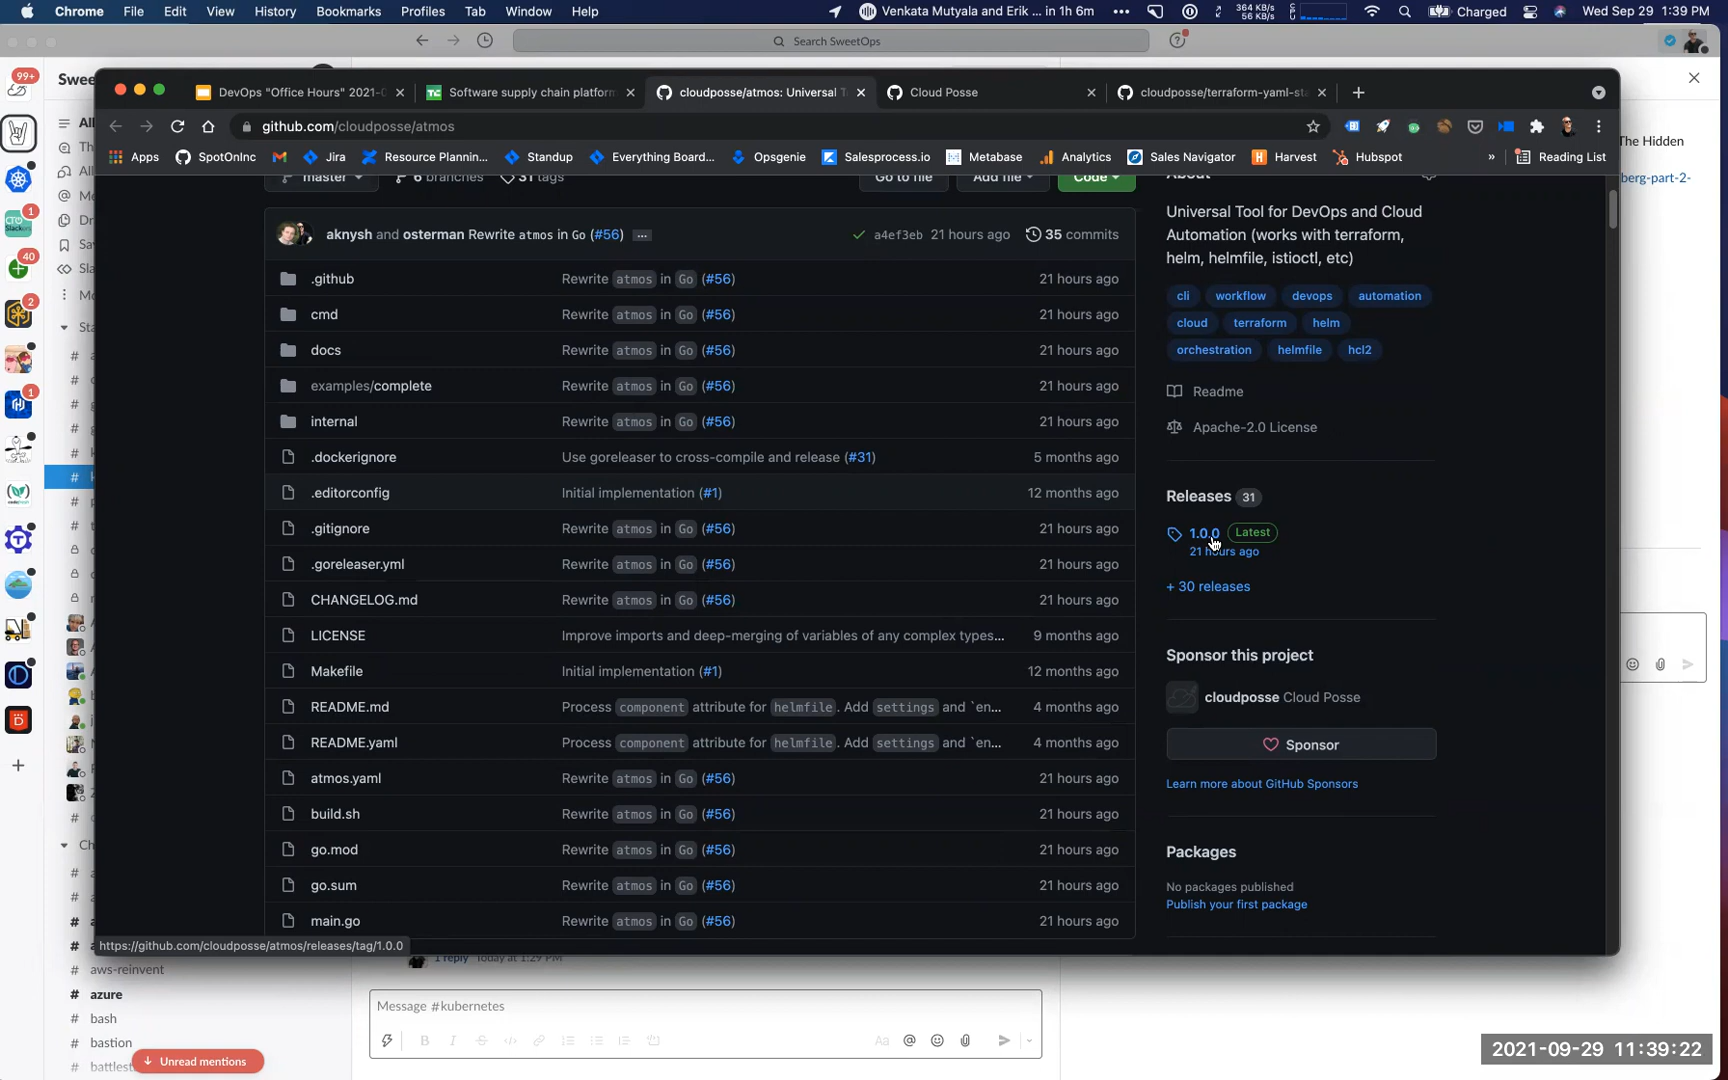 Chrome File Edit View History Bookmarks Profiles Tab Window Help
Venkata Mutyala and Erik ... in 1h 6m ••• 364 KB/s 56 KB/s Charged Wed Sep 29 1:39 PM
Search SweetOps
99+ Swee
DevOps "Office Hours" 2021-
Software supply chain platform
cloudposse/atmos: Universal T
Cloud Posse
cloudposse/terraform-yaml-sta
github.com/cloudposse/atmos
Apps SpotOnInc Jira Resource Plannin... Standup Everything Board... Opsgenie Salesprocess.io Metabase Analytics Sales Navigator Harvest Hubspot » Reading List
The Hidden
berg-part-2-
master 6 branches 31 tags Go to file Add file Code
aknysh and osterman Rewrite atmos in Go (#56) ... a4ef3eb 21 hours ago 35 commits
.github Rewrite atmos in Go (#56) 21 hours ago
cmd Rewrite atmos in Go (#56) 21 hours ago
docs Rewrite atmos in Go (#56) 21 hours ago
examples/complete Rewrite atmos in Go (#56) 21 hours ago
internal Rewrite atmos in Go (#56) 21 hours ago
.dockerignore Use goreleaser to cross-compile and release (#31) 5 months ago
.editorconfig Initial implementation (#1) 12 months ago
.gitignore Rewrite atmos in Go (#56) 21 hours ago
.goreleaser.yml Rewrite atmos in Go (#56) 21 hours ago
CHANGELOG.md Rewrite atmos in Go (#56) 21 hours ago
LICENSE Improve imports and deep-merging of variables of any complex types... 9 months ago
Makefile Initial implementation (#1) 12 months ago
README.md Process component attribute for helmfile. Add settings and `en... 4 months ago
README.yaml Process component attribute for helmfile. Add settings and `en... 4 months ago
atmos.yaml Rewrite atmos in Go (#56) 21 hours ago
build.sh Rewrite atmos in Go (#56) 21 hours ago
go.mod Rewrite atmos in Go (#56) 21 hours ago
go.sum Rewrite atmos in Go (#56) 21 hours ago
main.go Rewrite atmos in Go (#56) 21 hours ago
About
Universal Tool for DevOps and Cloud
Automation (works with terraform,
helm, helmfile, istioctl, etc)
cli workflow devops automation
cloud terraform helm
orchestration helmfile hcl2
Readme
Apache-2.0 License
Releases 31
1.0.0 Latest
21 hours ago
+ 30 releases
Sponsor this project
cloudposse Cloud Posse
Sponsor
Learn more about GitHub Sponsors
Packages
No packages published
Publish your first package
https://github.com/cloudposse/atmos/releases/tag/1.0.0
1 reply Today at 1:29 PM
# aws-reinvent
# azure
# bash
# bastion
# battlest
Unread mentions
Message #kubernetes
2021-09-29 11:39:22